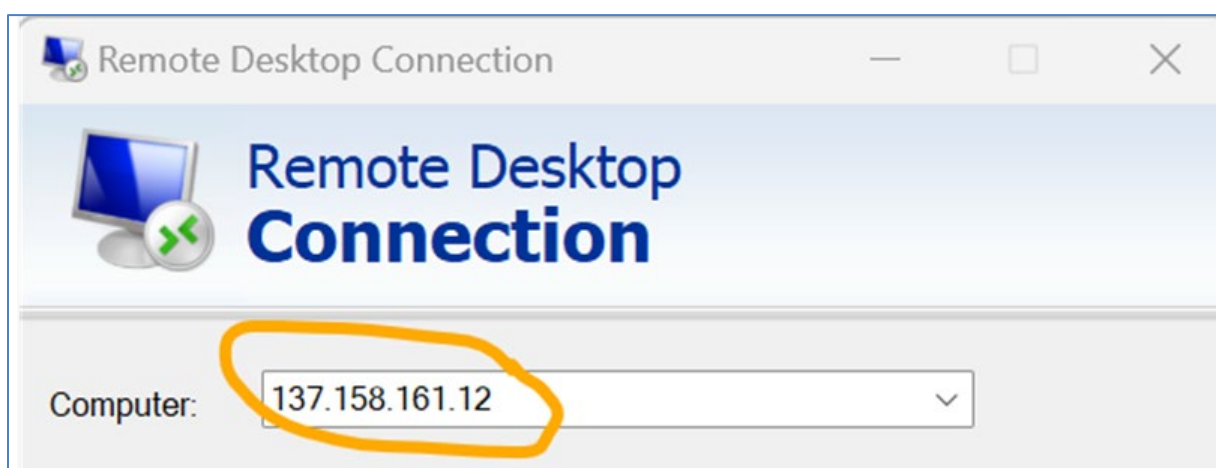 Remote Desktop Connection
Remote Desktop
Connection
Computer: 137.158.161.12